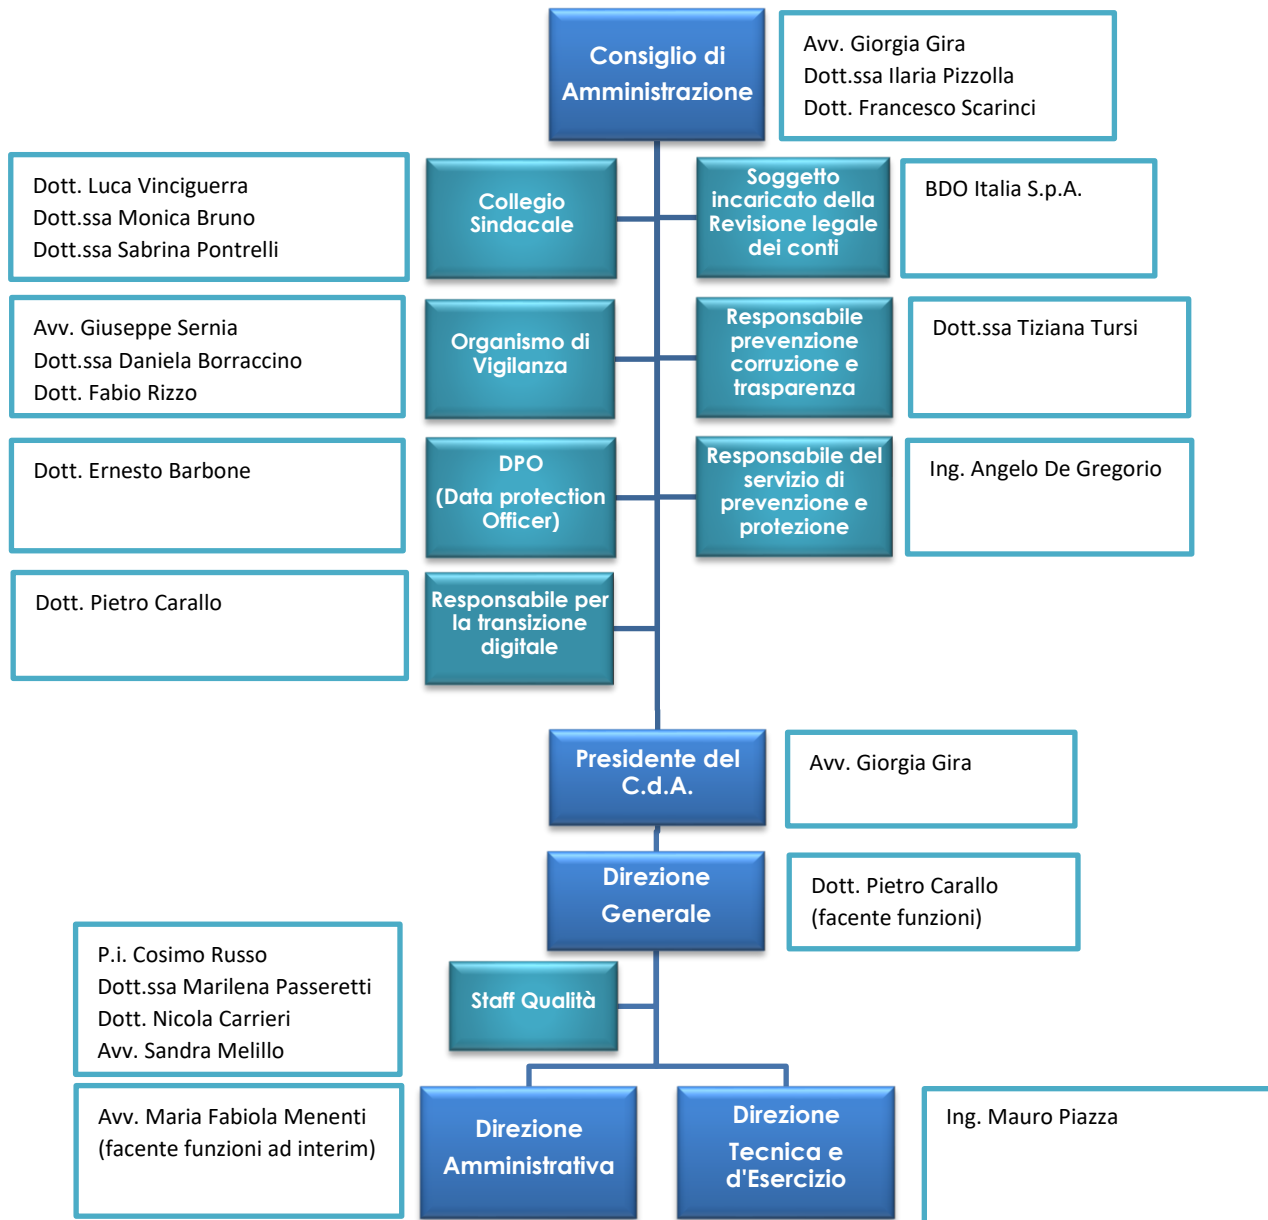 Consiglio di
Amministrazione
Avv. Giorgia Gira
Dott.ssa Ilaria Pizzolla
Dott. Francesco Scarinci
Dott. Luca Vinciguerra
Dott.ssa Monica Bruno
Dott.ssa Sabrina Pontrelli
Collegio
Sindacale
Soggetto
incaricato della
Revisione legale
dei conti
BDO Italia S.p.A.
Avv. Giuseppe Sernia
Dott.ssa Daniela Borraccino
Dott. Fabio Rizzo
Organismo di
Vigilanza
Responsabile
prevenzione
corruzione e
trasparenza
Dott.ssa Tiziana Tursi
Dott. Ernesto Barbone
DPO
(Data protection
Officer)
Responsabile del
servizio di
prevenzione e
protezione
Ing. Angelo De Gregorio
Dott. Pietro Carallo
Responsabile per
la transizione
digitale
Presidente del
C.d.A.
Avv. Giorgia Gira
Direzione
Generale
Dott. Pietro Carallo
(facente funzioni)
P.i. Cosimo Russo
Dott.ssa Marilena Passeretti
Dott. Nicola Carrieri
Avv. Sandra Melillo
Staff Qualità
Avv. Maria Fabiola Menenti
(facente funzioni ad interim)
Direzione
Amministrativa
Direzione
Tecnica e
d'Esercizio
Ing. Mauro Piazza